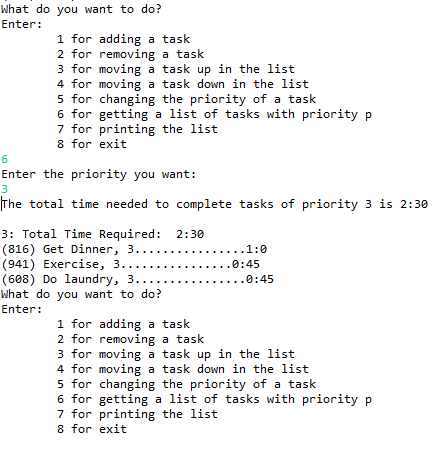 What do you want to do?
Enter:
1 for adding a task
2 for removing a task
3 for moving a task up in the list
4 for moving a task down in the list
5 for changing the priority of a task
6 for getting a list of tasks with priority p
7 for printing the list
8 for exit
6
Enter the priority you want:
3
The total time needed to complete tasks of priority 3 is 2:30
3: Total Time Required:  2:30
(816) Get Dinner, 3................1:0
(941) Exercise, 3................0:45
(608) Do laundry, 3................0:45
What do you want to do?
Enter:
1 for adding a task
2 for removing a task
3 for moving a task up in the list
4 for moving a task down in the list
5 for changing the priority of a task
6 for getting a list of tasks with priority p
7 for printing the list
8 for exit